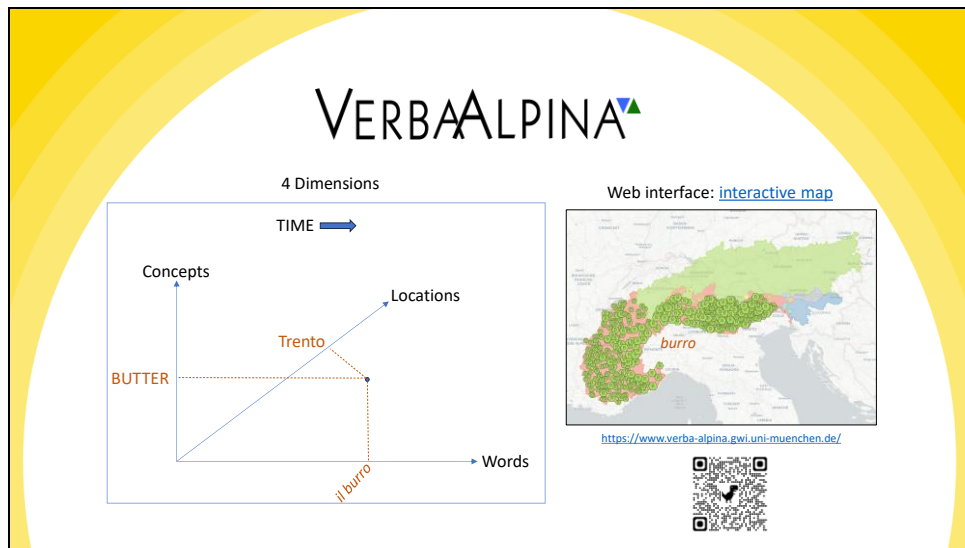 VERBAALPINA
4 Dimensions
TIME
Concepts
Locations
Trento
BUTTER
Words
il burro
Web interface: interactive map
burro
https://www.verba-alpina.gwi.uni-muenchen.de/